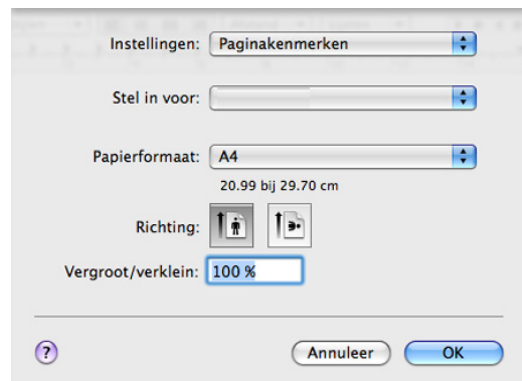 Instellingen: Paginakenmerken
Stel in voor:
Papierformaat: A4
20.99 bij 29.70 cm
Richting:
Vergroot/verklein: 100 %
? Annuleer OK